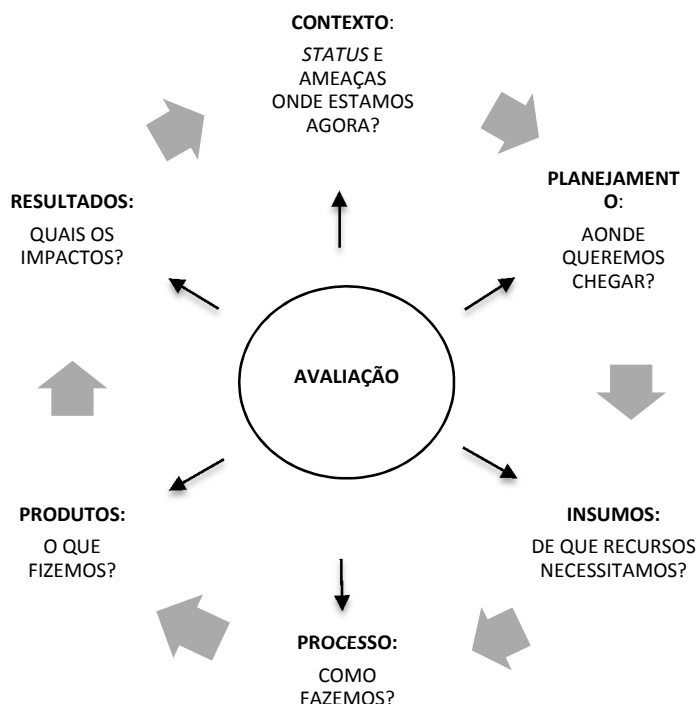 CONTEXTO:
STATUS E
AMEAÇAS
ONDE ESTAMOS
AGORA?
PLANEJAMENT
O:
AONDE
QUEREMOS
CHEGAR?
RESULTADOS:
QUAIS OS
IMPACTOS?
AVALIAÇÃO
PRODUTOS:
O QUE
FIZEMOS?
INSUMOS:
DE QUE RECURSOS
NECESSITAMOS?
PROCESSO:
COMO
FAZEMOS?